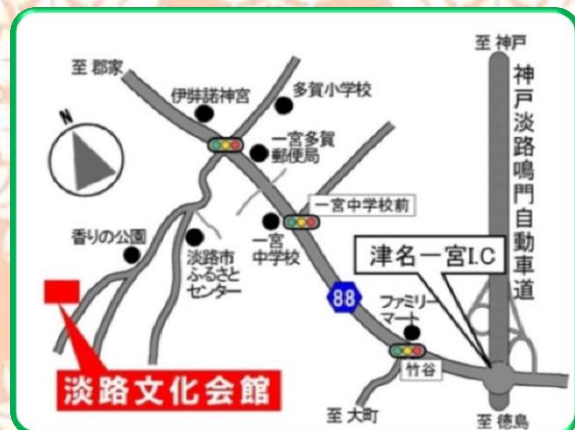 至 神戸
至 郡家
伊弉諾神宮
多賀小学校
神戸淡路鳴門自動車道
N
一宮多賀
郵便局
一宮中学校前
香りの公園
淡路市
ふるさと
センター
一宮
中学校
津名一宮I.C
88
ファミリー
マート
竹谷
淡路文化会館
至 大町
至 徳島